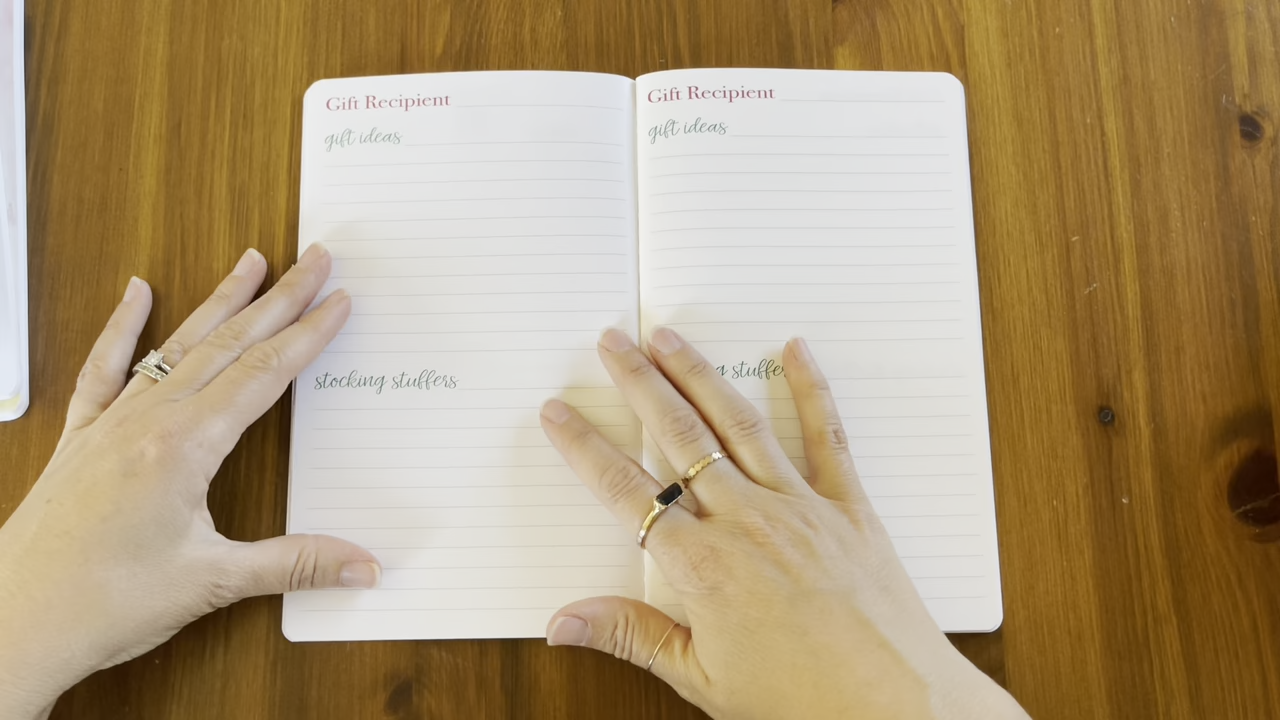 Gift Recipient
gift ideas
stocking stuffers
Gift Recipient
gift ideas